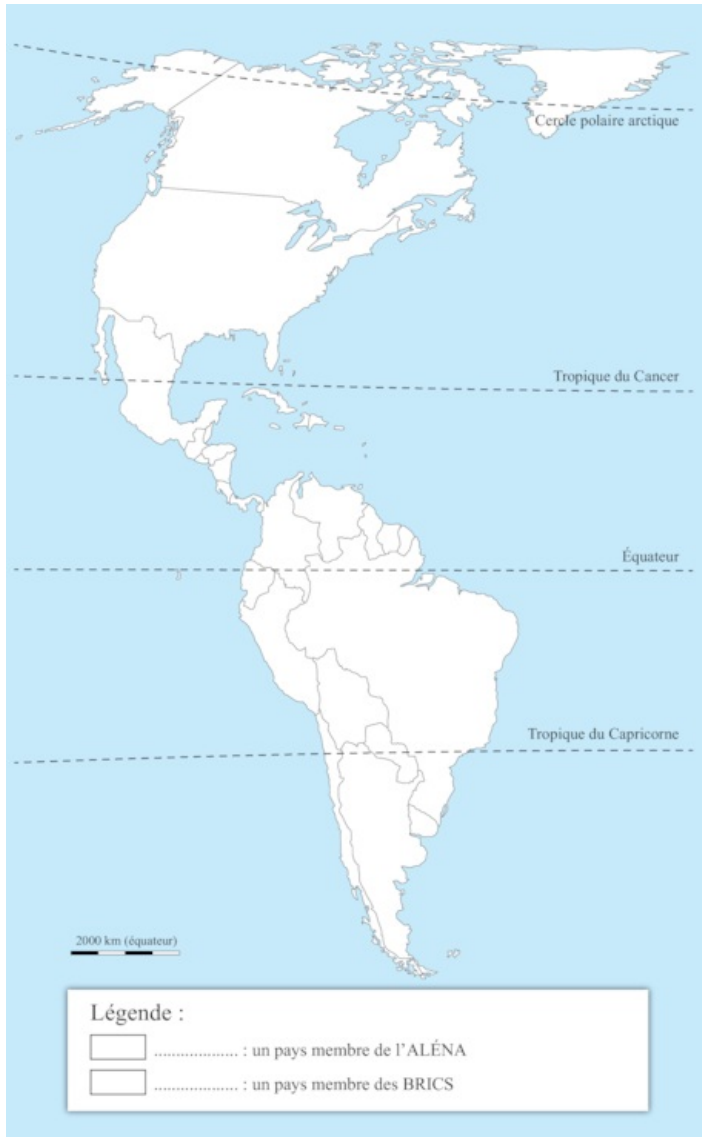 Cercle polaire arctique
Tropique du Cancer
Équateur
Tropique du Capricorne
2000 km (équateur)
Légende :
.................... : un pays membre de l'ALÉNA
.................... : un pays membre des BRICS